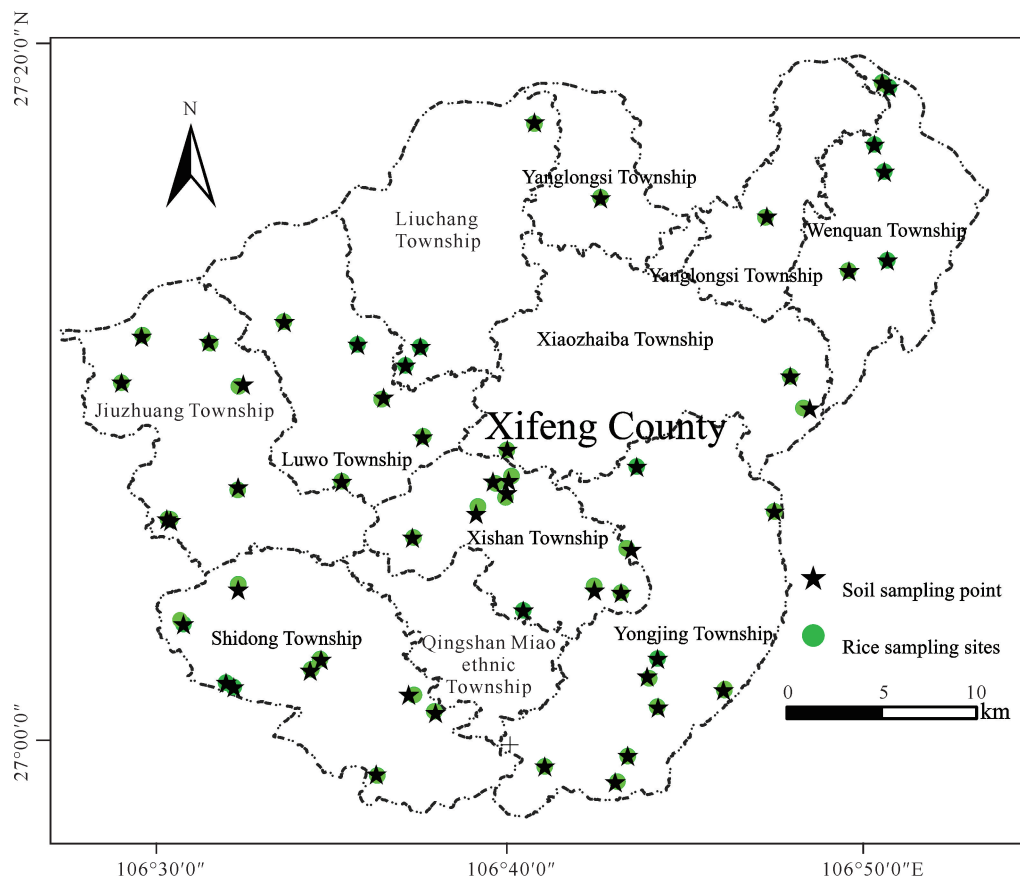 27°20′0″N
N
Yanglongsi Township
Liuchang
Township
Wenquan Township
Yanglongsi Township
Xiaozhaiba Township
Jiuzhuang Township
Xifeng County
Luwo Township
Xishan Township
Soil sampling point
Shidong Township
Qingshan Miao
ethnic
Township
Yongjing Township
Rice sampling sites
0 5 10
km
27°00′0″
106°30′0″
106°40′0″
106°50′0″E